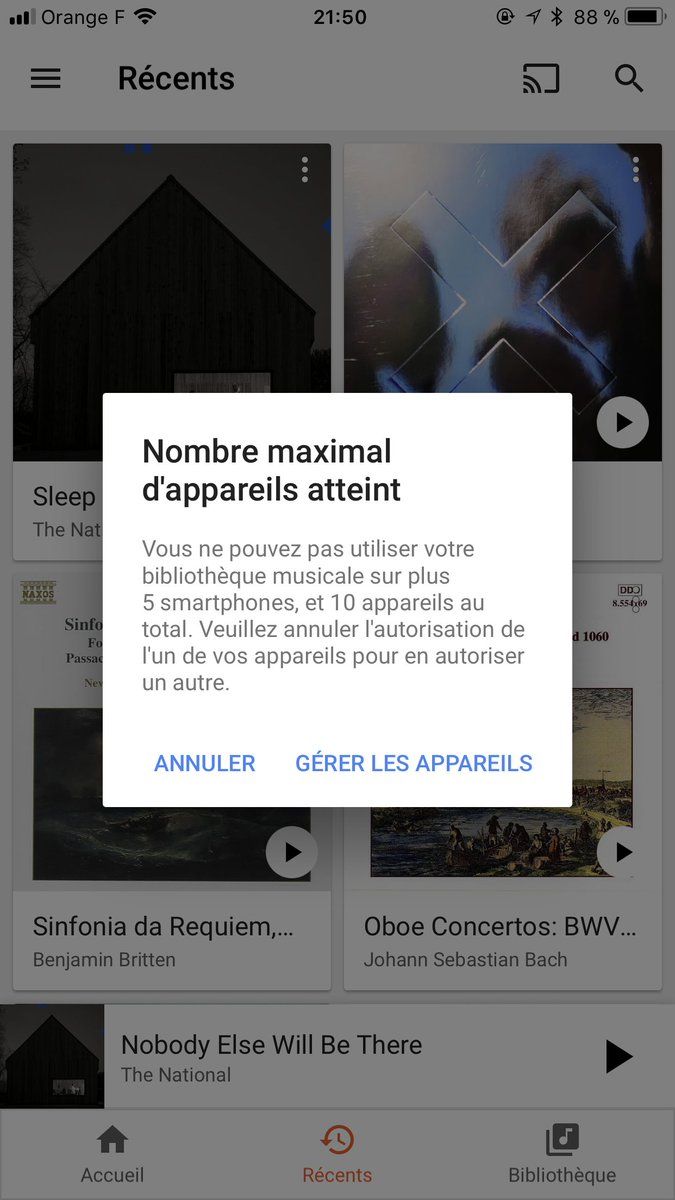 Orange F 21:50 88 %
Récents
Nombre maximal
d'appareils atteint
Vous ne pouvez pas utiliser votre
bibliothèque musicale sur plus
5 smartphones, et 10 appareils au
total. Veuillez annuler l'autorisation de
l'un de vos appareils pour en autoriser
un autre.
ANNULER GÉRER LES APPAREILS
Sleep
The Nat
NAXOS
Sinfo
Fo
Passac
Nev
DDD
d 1060
Sinfonia da Requiem,...
Benjamin Britten
Oboe Concertos: BWV...
Johann Sebastian Bach
Nobody Else Will Be There
The National
Accueil Récents Bibliothèque